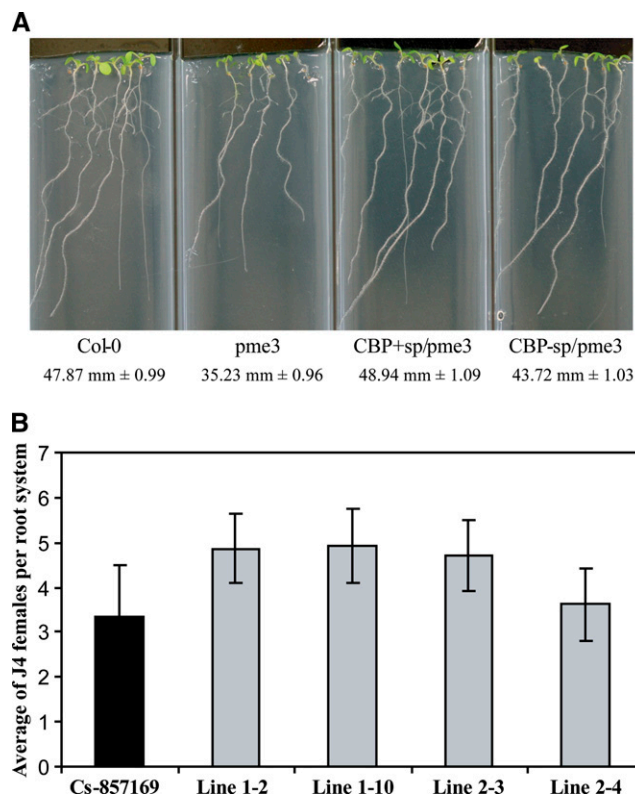 A
Col-0 pme3 CBP+sp/pme3 CBP-sp/pme3
47.87 mm ± 0.99 35.23 mm ± 0.96 48.94 mm ± 1.09 43.72 mm ± 1.03
B
Average of J4 females per root system
7
6
5
4
3
2
1
0
Cs-857169 Line 1-2 Line 1-10 Line 2-3 Line 2-4